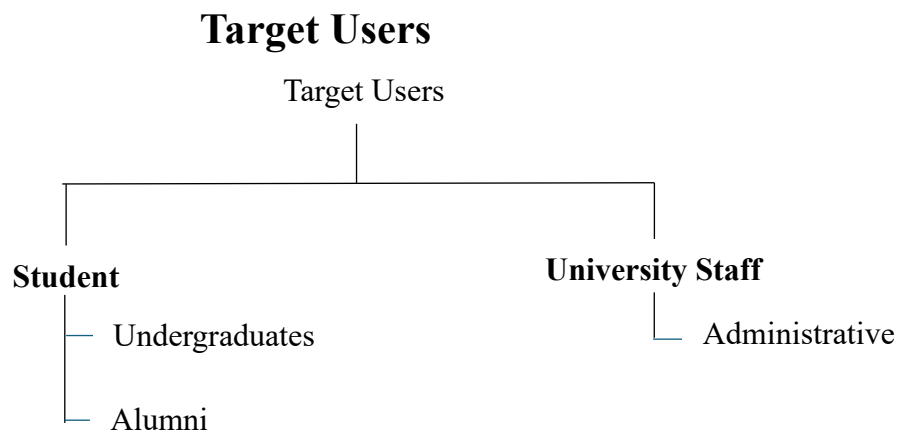 Target Users
Target Users
Student
University Staff
Undergraduates
Administrative
Alumni